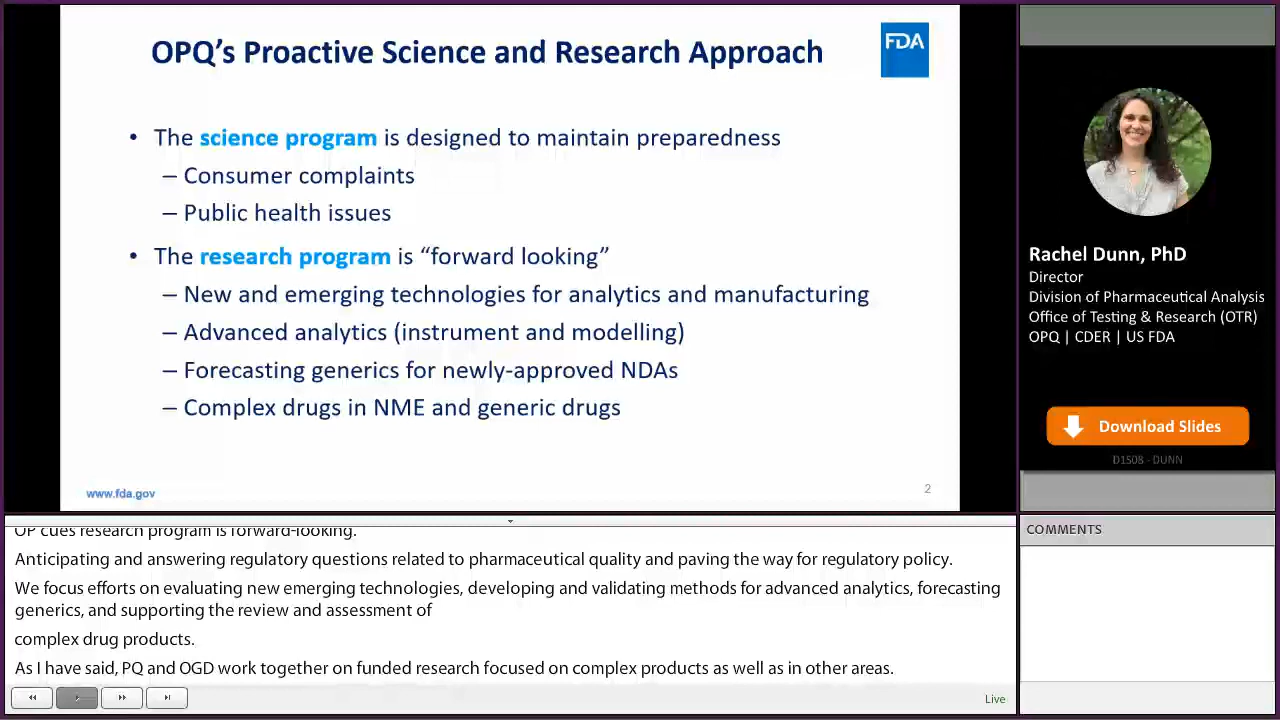 OPQ's Proactive Science and Research Approach
FDA
• The science program is designed to maintain preparedness
– Consumer complaints
– Public health issues
• The research program is “forward looking”
– New and emerging technologies for analytics and manufacturing
– Advanced analytics (instrument and modelling)
– Forecasting generics for newly-approved NDAs
– Complex drugs in NME and generic drugs
www.fda.gov
2
Rachel Dunn, PhD
Director
Division of Pharmaceutical Analysis
Office of Testing & Research (OTR)
OPQ | CDER | US FDA
Download Slides
D1S08 - DUNN
OP cues research program is forward-looking.
Anticipating and answering regulatory questions related to pharmaceutical quality and paving the way for regulatory policy.
We focus efforts on evaluating new emerging technologies, developing and validating methods for advanced analytics, forecasting
generics, and supporting the review and assessment of
complex drug products.
As I have said, PQ and OGD work together on funded research focused on complex products as well as in other areas.
Live
COMMENTS